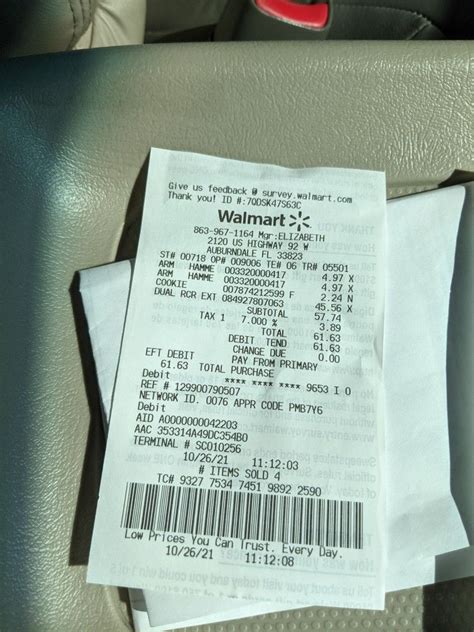 Give us feedback @ survey.walmart.com
Thank you! ID #:7QDSK47S63C
Walmart
863-967-1164 Mgr:ELIZABETH
2120 US HIGHWAY 92 W
AUBURNDALE FL 33823
ST# 00718 OP# 009006 TE# 06 TR# 05501
ARM HAMME 003320000417 4.97 X
ARM HAMME 003320000417 4.97 X
COOKIE 007874212599 F 2.24 N
DUAL RCR EXT 084927807063 45.56 X
SUBTOTAL 57.74
TAX 1 7.000 % 3.89
TOTAL 61.63
DEBIT TEND 61.63
CHANGE DUE 0.00
EFT DEBIT PAY FROM PRIMARY
61.63 TOTAL PURCHASE
Debit **** **** **** 9653 I 0
REF # 129900790507
NETWORK ID. 0076 APPR CODE PMB7Y6
Debit
AID A0000000042203
AAC 353314A49DC354B0
TERMINAL # SC010256
10/26/21 11:12:03
# ITEMS SOLD 4
TC# 9327 7534 7451 9892 2590
Low Prices You Can Trust. Every Day.
10/26/21 11:12:08